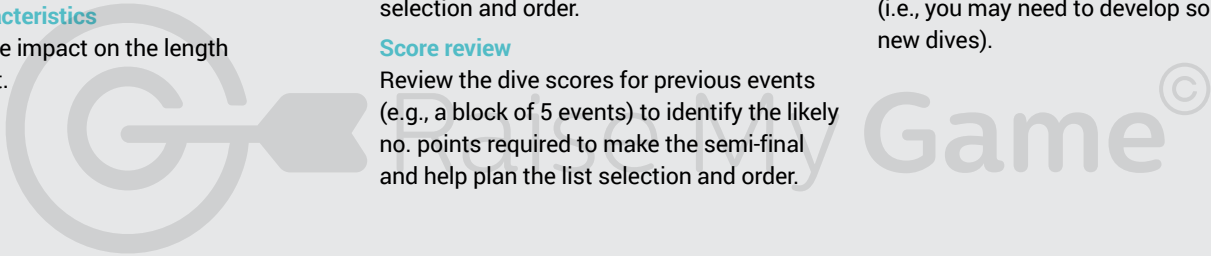 acteristics
e impact on the length
t.
selection and order.
Score review
Review the dive scores for previous events
(e.g., a block of 5 events) to identify the likely
no. points required to make the semi-final
and help plan the list selection and order.
(i.e., you may need to develop so
new dives).
Raise My Game©